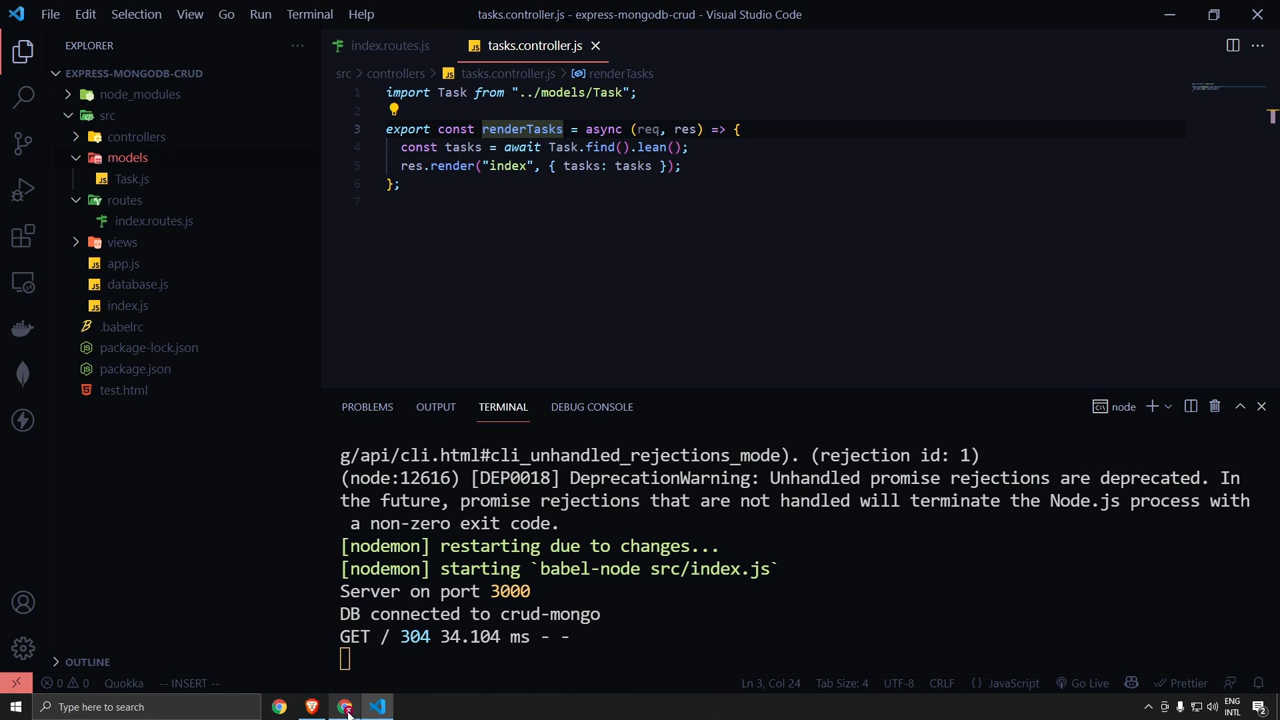 File Edit Selection View Go Run Terminal Help
tasks.controller.js - express-mongodb-crud - Visual Studio Code
EXPLORER
EXPRESS-MONGODB-CRUD
node_modules
src
controllers
models
JS Task.js
routes
index.routes.js
views
JS app.js
JS database.js
JS index.js
.babelrc
package-lock.json
package.json
test.html
OUTLINE
index.routes.js
JS tasks.controller.js
src > controllers > JS tasks.controller.js > renderTasks
1 import Task from "../models/Task";
2
3 export const renderTasks = async (req, res) => {
4 const tasks = await Task.find().lean();
5 res.render("index", { tasks: tasks });
6 };
7
PROBLEMS OUTPUT TERMINAL DEBUG CONSOLE
node
g/api/cli.html#cli_unhandled_rejections_mode). (rejection id: 1)
(node:12616) [DEP0018] DeprecationWarning: Unhandled promise rejections are deprecated. In
the future, promise rejections that are not handled will terminate the Node.js process with
a non-zero exit code.
[nodemon] restarting due to changes...
[nodemon] starting `babel-node src/index.js`
Server on port 3000
DB connected to crud-mongo
GET / 304 34.104 ms - -
0 0 Quokka -- INSERT --
Ln 3, Col 24 Tab Size: 4 UTF-8 CRLF {} JavaScript Go Live Prettier
Type here to search
ENG
INTL
2